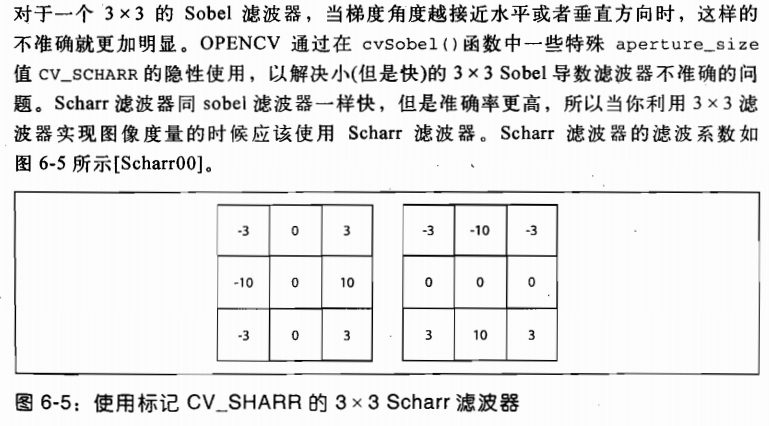 对于一个 3×3 的 Sobel 滤波器，当梯度角度越接近水平或者垂直方向时，这样的
不准确就更加明显。OPENCV 通过在 cvSobel()函数中一些特殊 aperture_size
值 CV_SCHARR 的隐性使用，以解决小(但是快)的 3×3 Sobel 导数滤波器不准确的问
题。Scharr 滤波器同 sobel 滤波器一样快，但是准确率更高，所以当你利用 3×3 滤
波器实现图像度量的时候应该使用 Scharr 滤波器。Scharr 滤波器的滤波系数如
图 6-5 所示[Scharr00]。
-3 0 3 -3 -10 -3
-10 0 10 0 0 0
-3 0 3 3 10 3
图 6-5：使用标记 CV_SHARR 的 3×3 Scharr 滤波器